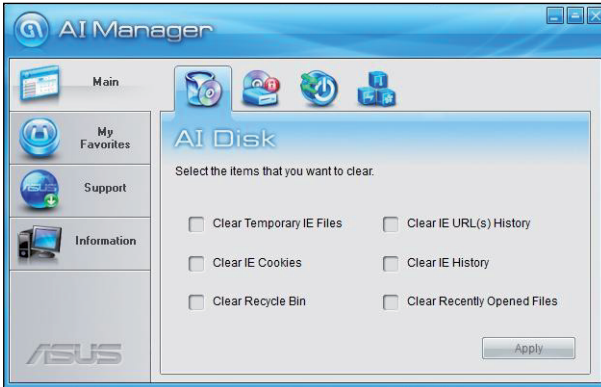 AI Manager
Main
My
Favorites
Support
Information
AI Disk
Select the items that you want to clear.
Clear Temporary IE Files
Clear IE URL(s) History
Clear IE Cookies
Clear IE History
Clear Recycle Bin
Clear Recently Opened Files
Apply
ASUS